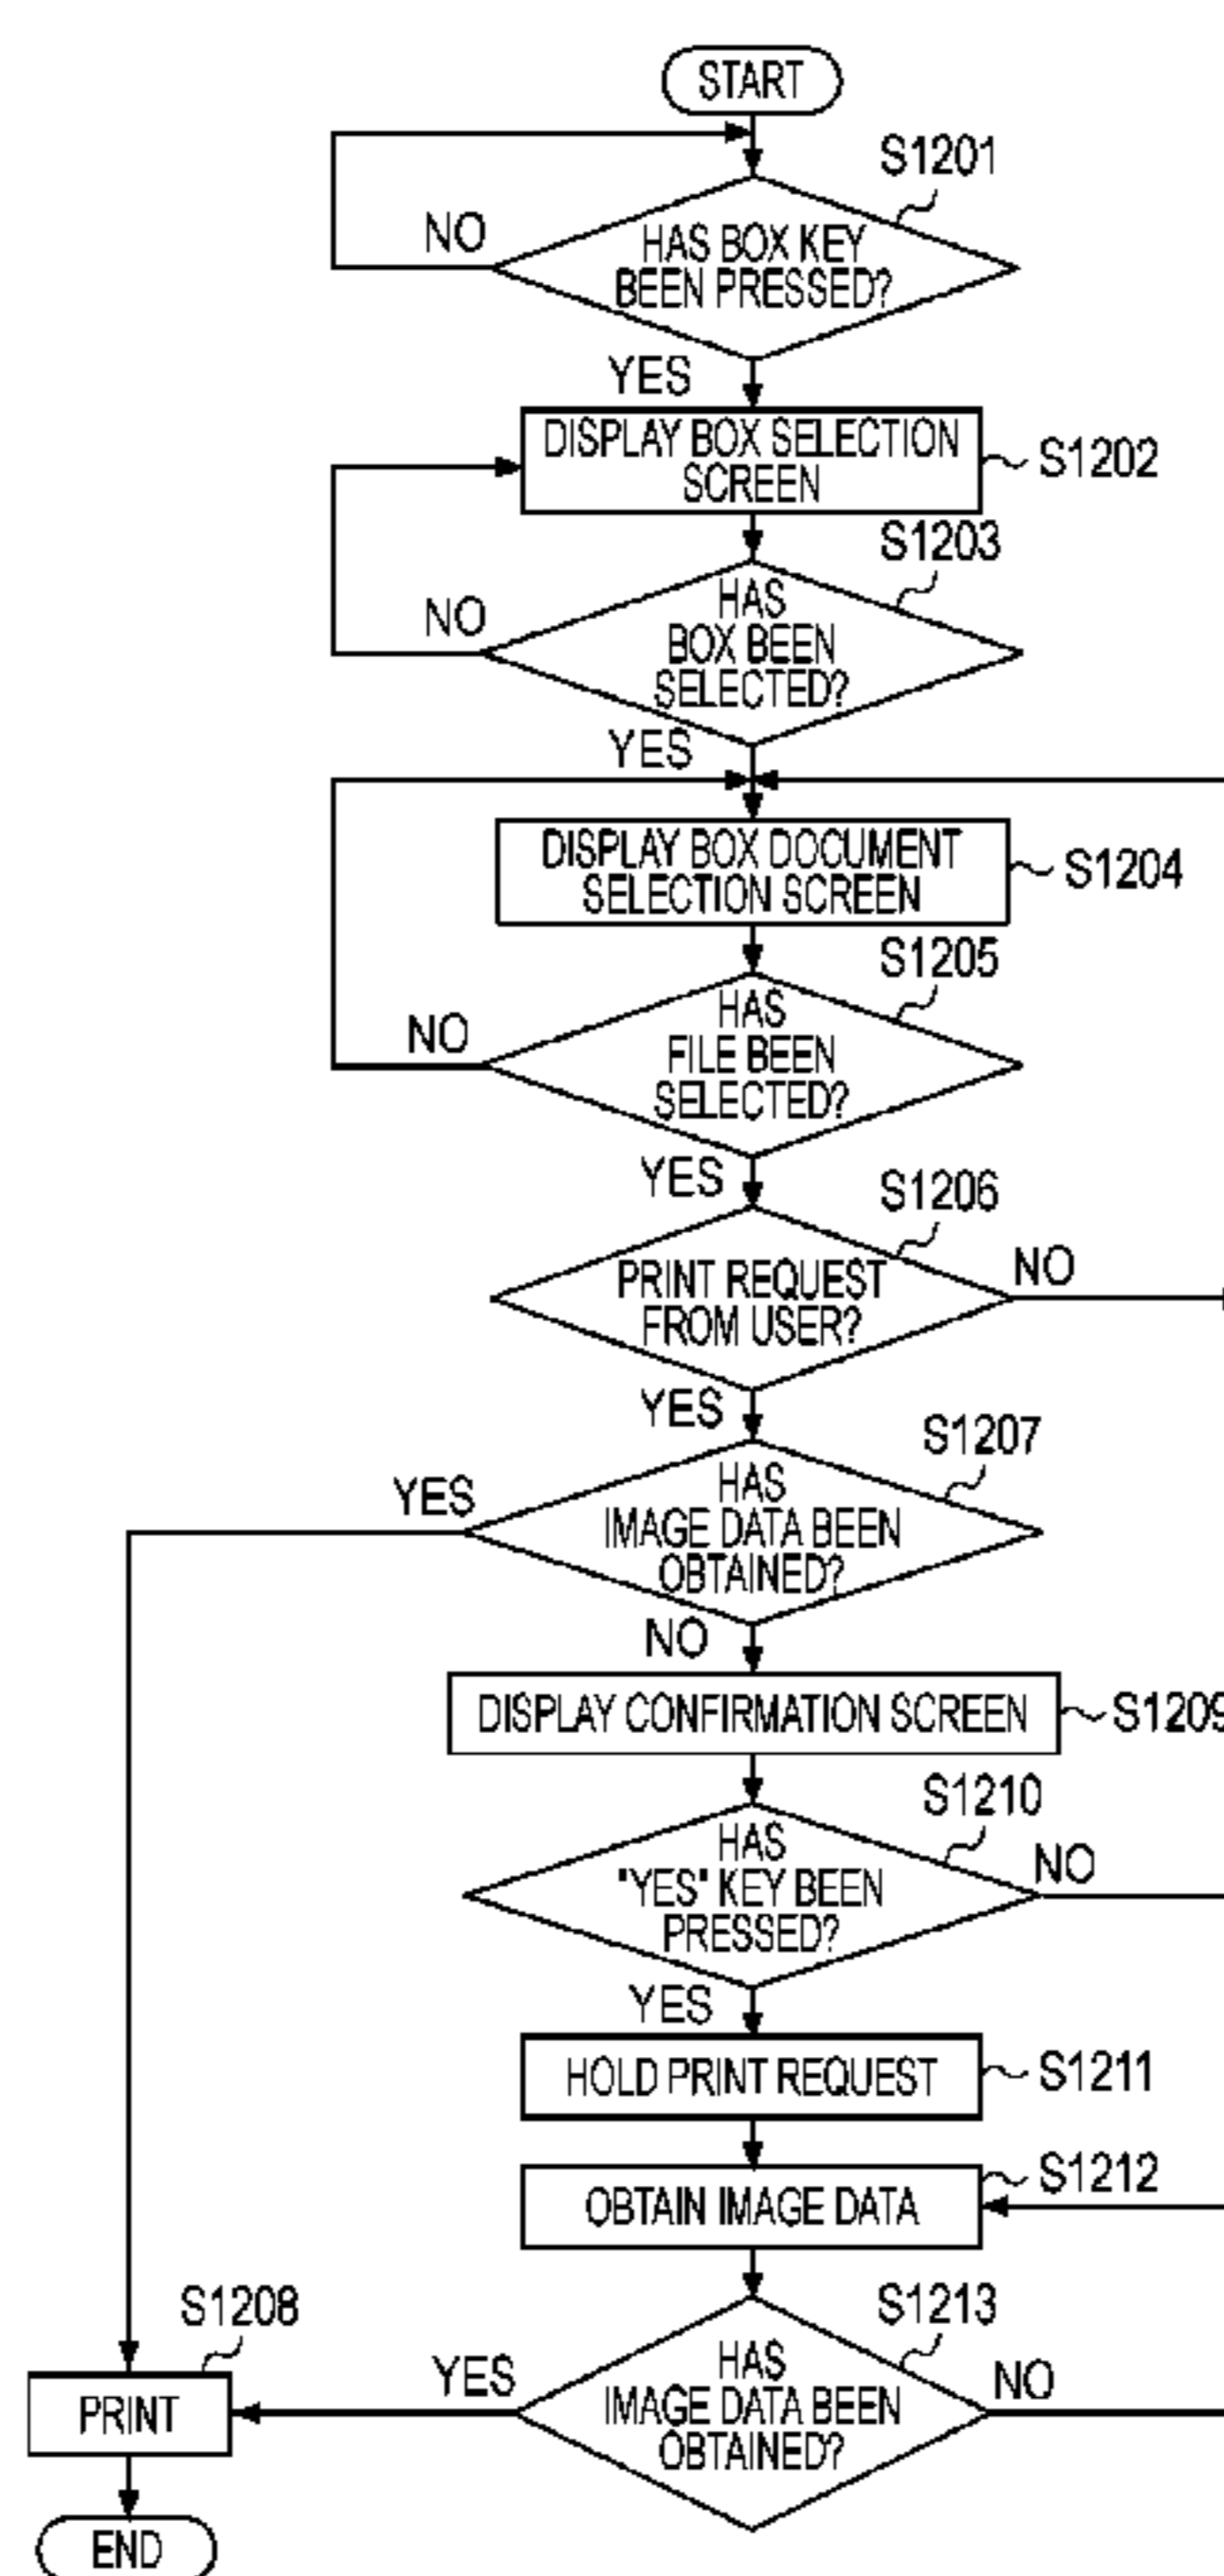 START
S1201
NO
HAS BOX KEY
BEEN PRESSED?
YES
DISPLAY BOX SELECTION
SCREEN
S1202
S1203
NO
HAS
BOX BEEN
SELECTED?
YES
DISPLAY BOX DOCUMENT
SELECTION SCREEN
S1204
S1205
NO
HAS
FILE BEEN
SELECTED?
YES
S1206
NO
PRINT REQUEST
FROM USER?
YES
S1207
YES
HAS
IMAGE DATA BEEN
OBTAINED?
NO
DISPLAY CONFIRMATION SCREEN
S1209
S1210
NO
HAS
"YES" KEY BEEN
PRESSED?
YES
HOLD PRINT REQUEST
S1211
S1212
OBTAIN IMAGE DATA
S1208
S1213
YES
HAS
IMAGE DATA BEEN
OBTAINED?
NO
PRINT
END